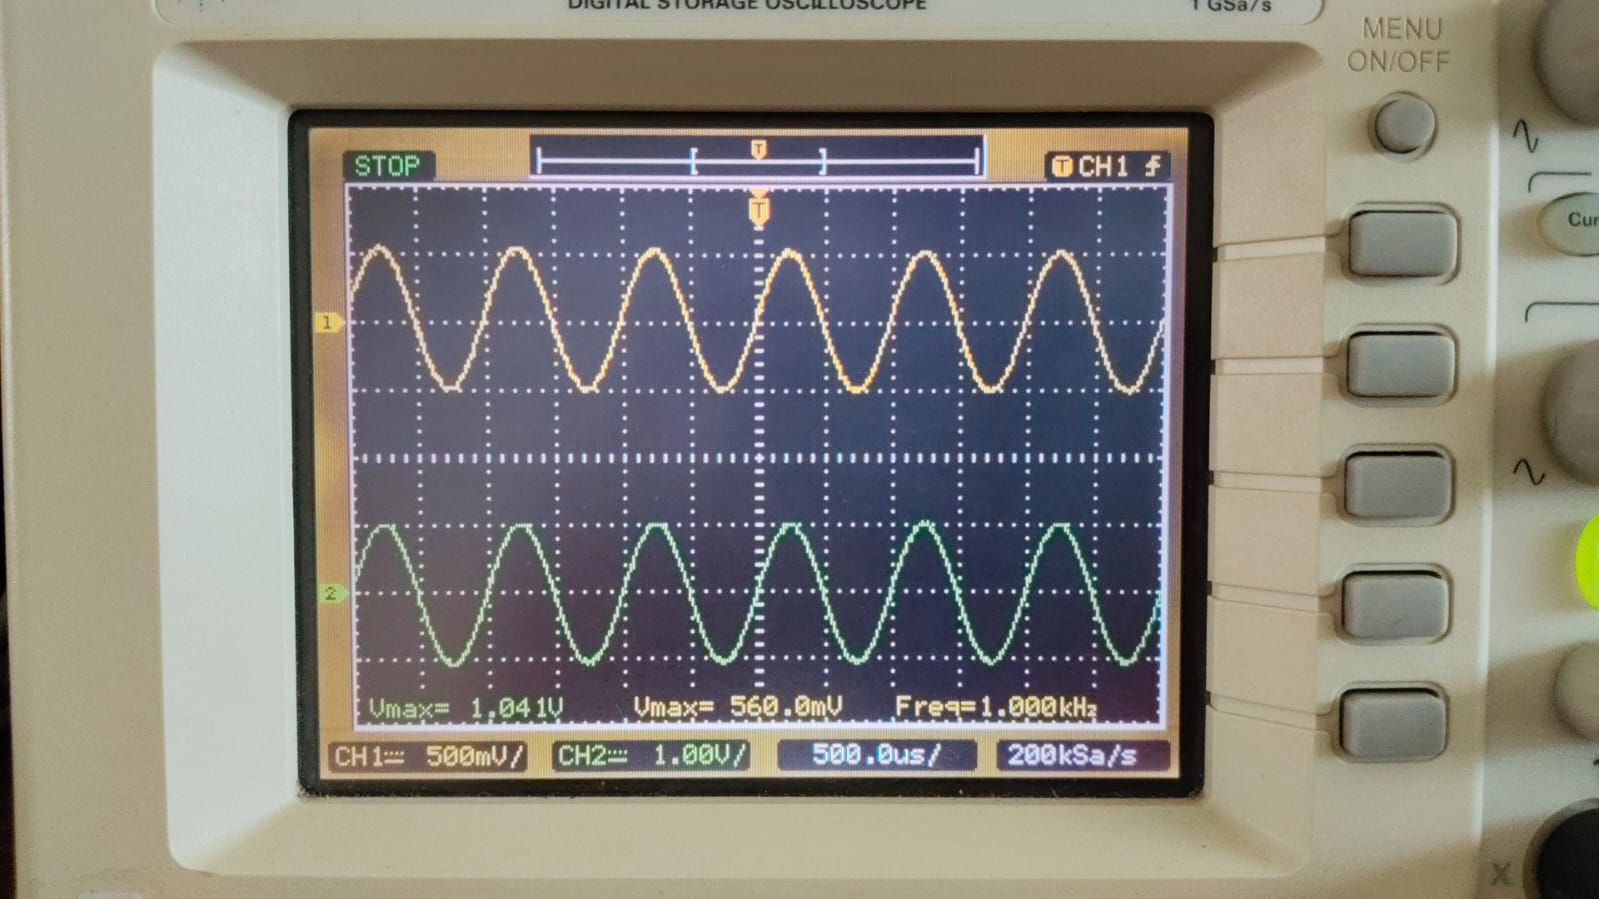 DIGITAL STORAGE OSCILLOSCOPE 1 GSa/s
MENU
ON/OFF
STOP
T
T CH1
T
1
2
Vmax= 1.041V Vmax= 560.0mV Freq=1.000kHz
CH1 500mV/ CH2 1.00V/ 500.0us/ 200kSa/s
X